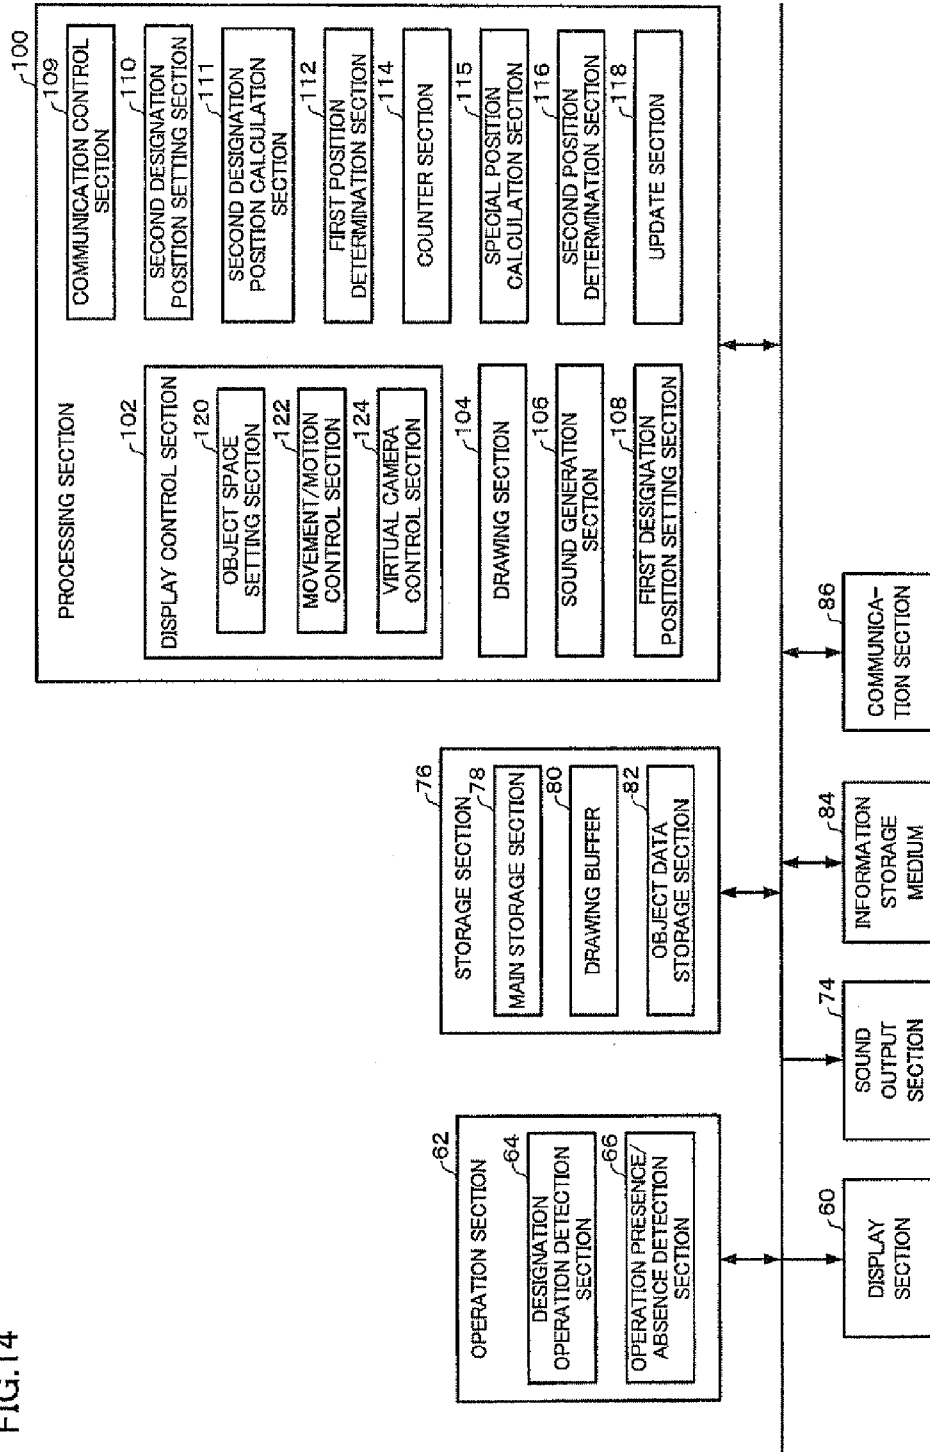 FIG.14
100
PROCESSING SECTION
102
DISPLAY CONTROL SECTION
120
OBJECT SPACE
SETTING SECTION
122
MOVEMENT/MOTION
CONTROL SECTION
124
VIRTUAL CAMERA
CONTROL SECTION
104
DRAWING SECTION
106
SOUND GENERATION
SECTION
108
FIRST DESIGNATION
POSITION SETTING SECTION
109
COMMUNICATION CONTROL
SECTION
110
SECOND DESIGNATION
POSITION SETTING SECTION
111
SECOND DESIGNATION
POSITION CALCULATION
SECTION
112
FIRST POSITION
DETERMINATION SECTION
114
COUNTER SECTION
115
SPECIAL POSITION
CALCULATION SECTION
116
SECOND POSITION
DETERMINATION SECTION
118
UPDATE SECTION
62
OPERATION SECTION
64
DESIGNATION
OPERATION DETECTION
SECTION
66
OPERATION PRESENCE/
ABSENCE DETECTION
SECTION
76
STORAGE SECTION
78
MAIN STORAGE SECTION
80
DRAWING BUFFER
82
OBJECT DATA
STORAGE SECTION
60
DISPLAY
SECTION
74
SOUND
OUTPUT
SECTION
84
INFORMATION
STORAGE
MEDIUM
86
COMMUNICA-
TION SECTION